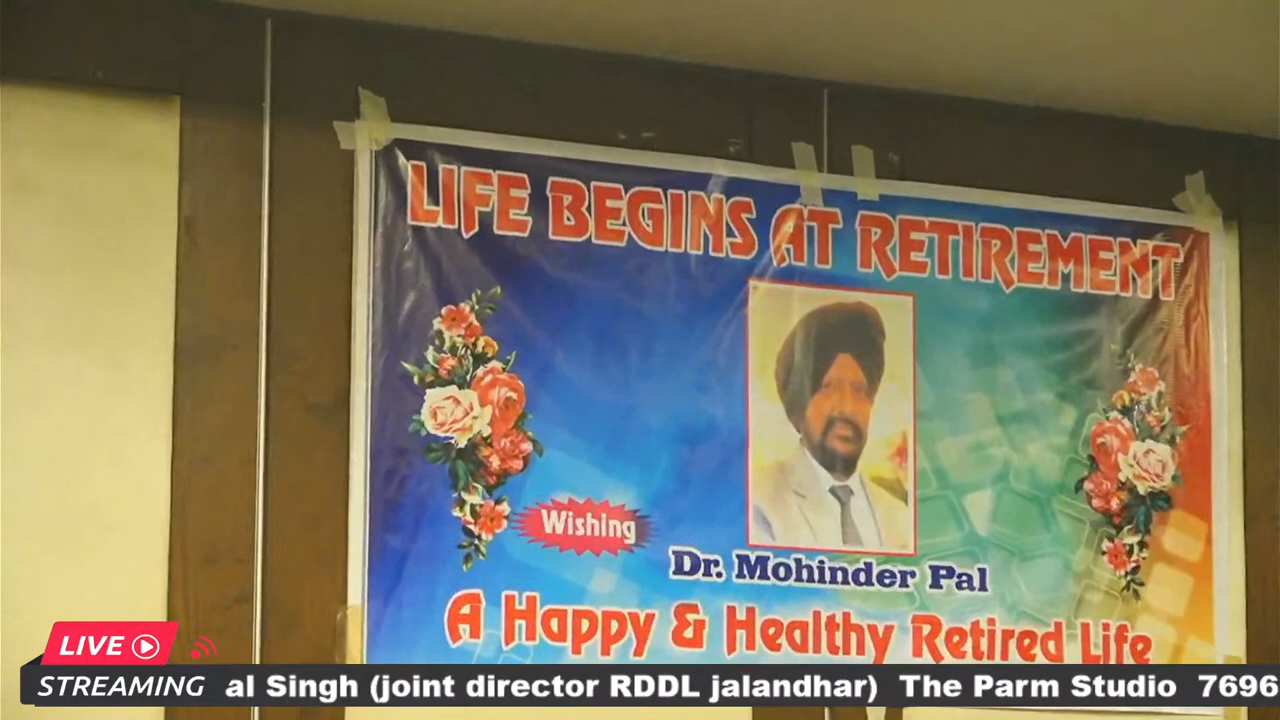 LIFE BEGINS AT RETIREMENT
Wishing
Dr. Mohinder Pal
A Happy & Healthy Retired Life
LIVE
STREAMING
al Singh (joint director RDDL jalandhar) The Parm Studio 7696